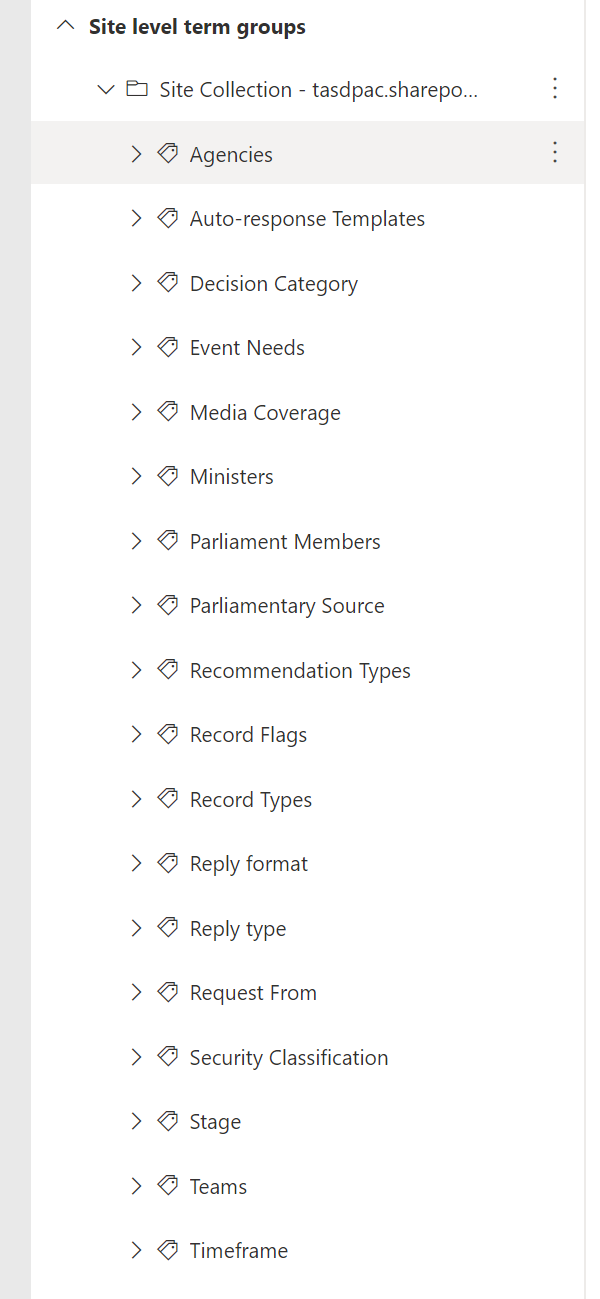 Site level term groups
Site Collection - tasdpac.sharepo...
Agencies
Auto-response Templates
Decision Category
Event Needs
Media Coverage
Ministers
Parliament Members
Parliamentary Source
Recommendation Types
Record Flags
Record Types
Reply format
Reply type
Request From
Security Classification
Stage
Teams
Timeframe